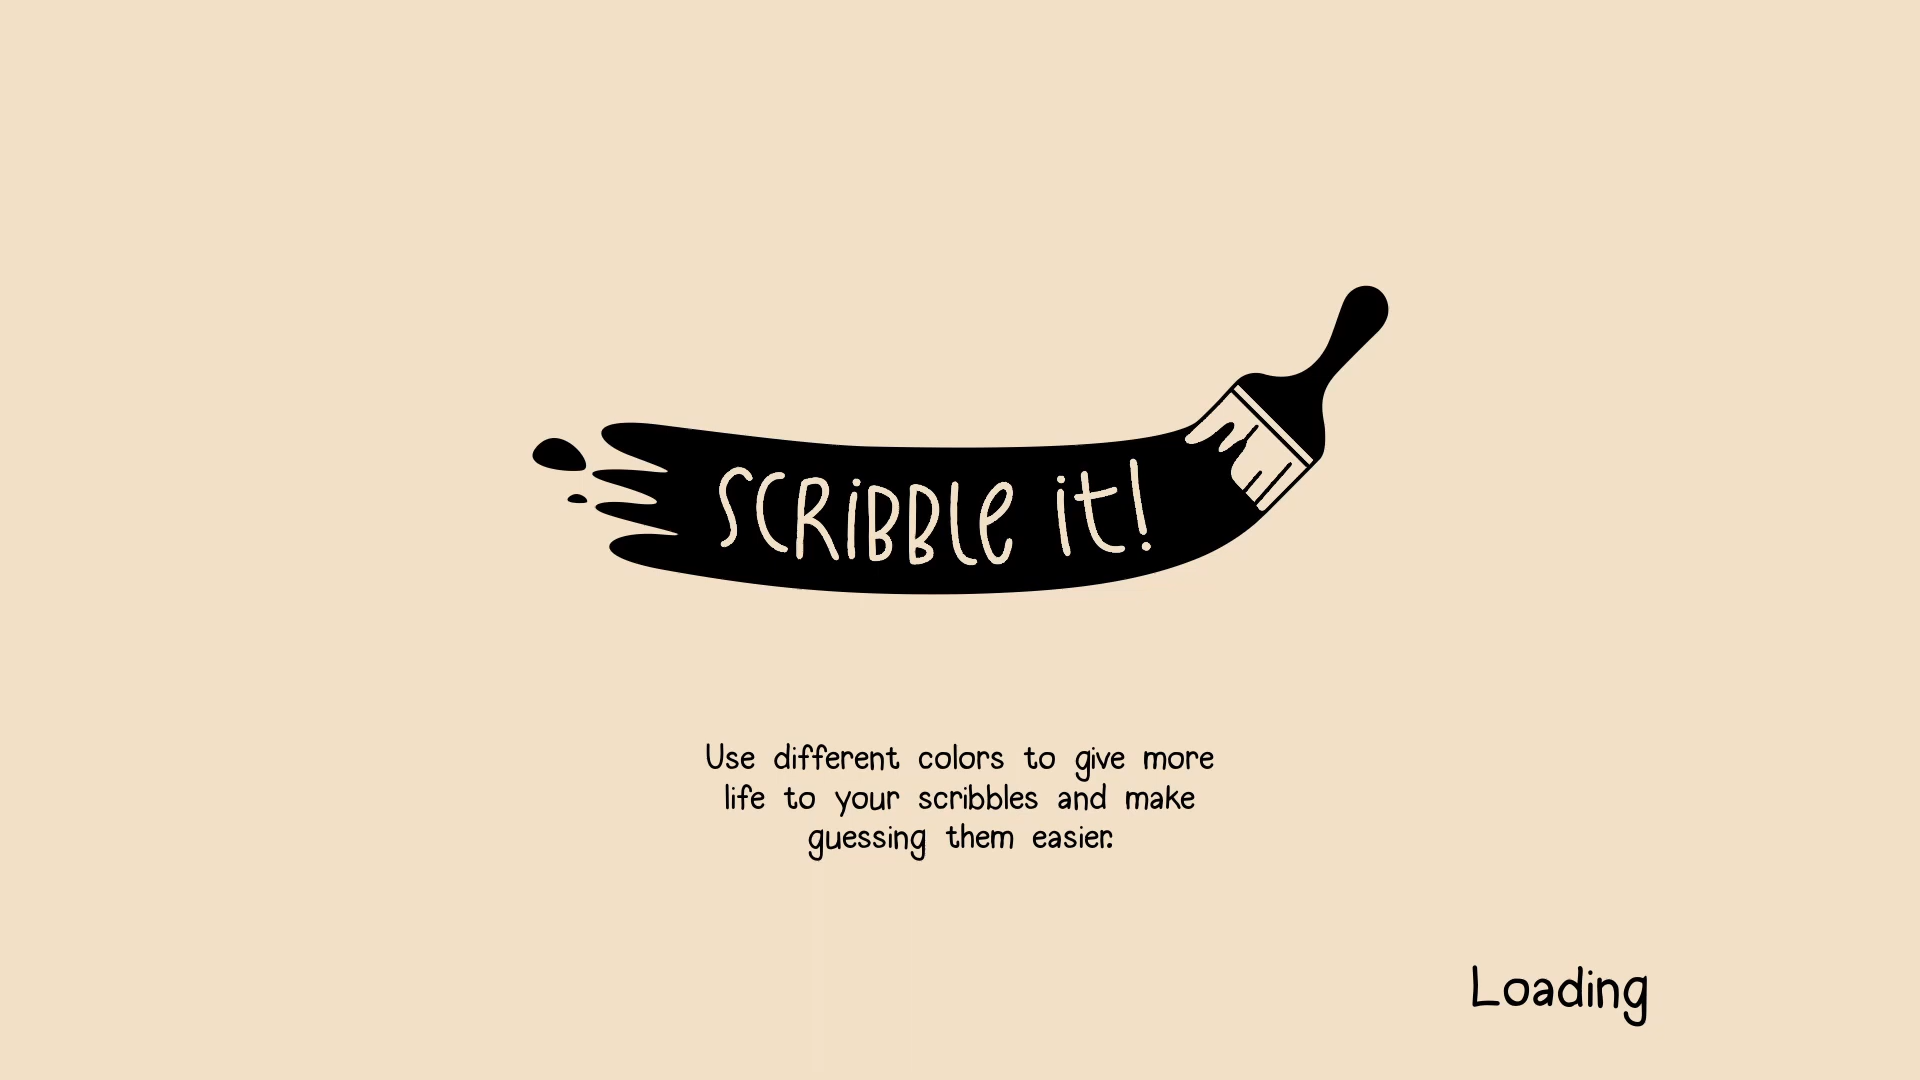 SCRiBBLe it!
Use different colors to give more
life to your scribbles and make
guessing them easier.
Loading